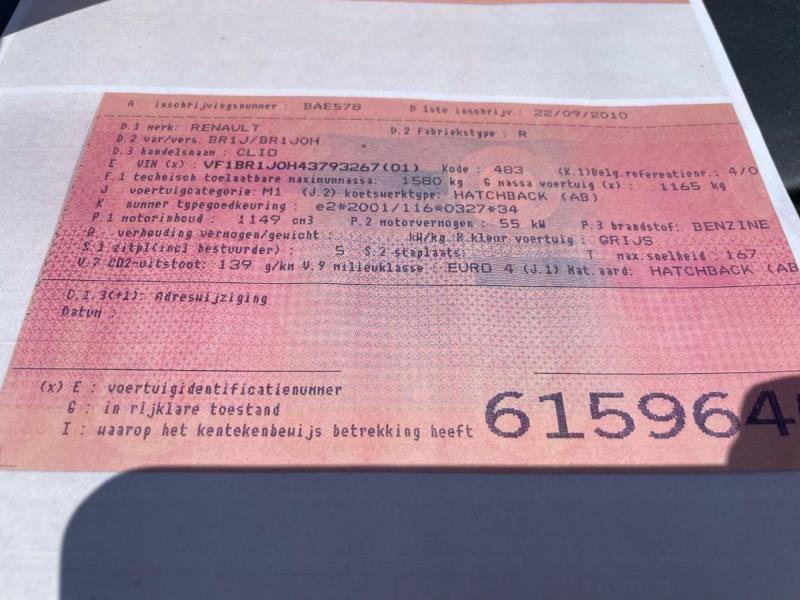 A inschrijvingsnummer : BAE578 B 1ste inschrijv. : 22/09/2010
D.1 merk: RENAULT D.2 Fabriekstype : R
D.2 var/vers: BR1J/BR1JOH
D.3 handelsnaam : CLIO
E VIN (x) : VF1BR1JOH43793267(01) Kode : 483 (K.1)Belg.referentienr.: 4/0
F.1 technisch toelaatbare maximummassa: 1580 kg G massa voertuig (x) : 1165 kg
J voertuigcategorie: M1 (J.2) koetswerktype: HATCHBACK (AB)
K nummer typegoedkeuring : e2*2001/116*0327*34
P.1 motorinhoud : 1149 cm3 P.2 motorvermogen : 55 kW P.3 brandstof: BENZINE
verhouding vermogen/gewicht : kW/kg R kleur voertuig : GRIJS
S.1 zitpl(incl bestuurder) : 5 S.2 staplaats: T max.snelheid : 167
V.7 CO2-uitstoot: 139 g/km V.9 milieuklasse: EURO 4 (J.1) Nat.aard: HATCHBACK (AB
C.1 3(+1): Adreswijziging
Datum :
(x) E : voertuigidentificatienummer
G : in rijklare toestand
I : waarop het kentekenbewijs betrekking heeft
615964